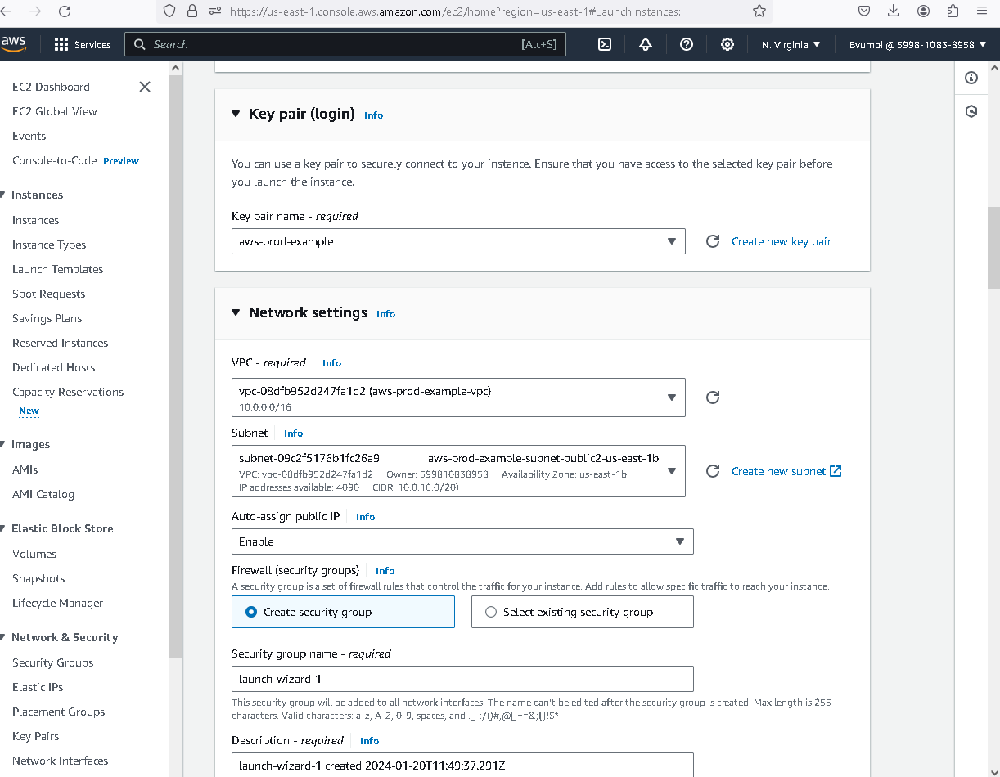 https://us-east-1.console.aws.amazon.com/ec2/home?region=us-east-1#LaunchInstances:
aws
Services
Search
[Alt+S]
N. Virginia
Bvumbi @ 5998-1083-8958
EC2 Dashboard
EC2 Global View
Events
Console-to-Code Preview
Instances
Instances
Instance Types
Launch Templates
Spot Requests
Savings Plans
Reserved Instances
Dedicated Hosts
Capacity Reservations
New
Images
AMIs
AMI Catalog
Elastic Block Store
Volumes
Snapshots
Lifecycle Manager
Network & Security
Security Groups
Elastic IPs
Placement Groups
Key Pairs
Network Interfaces
Key pair (login) Info
You can use a key pair to securely connect to your instance. Ensure that you have access to the selected key pair before
you launch the instance.
Key pair name - required
aws-prod-example
Create new key pair
Network settings Info
VPC - required Info
vpc-08dfb952d247fa1d2 (aws-prod-example-vpc)
10.0.0.0/16
Subnet Info
subnet-09c2f5176b1fc26a9 aws-prod-example-subnet-public2-us-east-1b
VPC: vpc-08dfb952d247fa1d2 Owner: 599810838958 Availability Zone: us-east-1b
IP addresses available: 4090 CIDR: 10.0.16.0/20)
Create new subnet
Auto-assign public IP Info
Enable
Firewall (security groups) Info
A security group is a set of firewall rules that control the traffic for your instance. Add rules to allow specific traffic to reach your instance.
Create security group
Select existing security group
Security group name - required
launch-wizard-1
This security group will be added to all network interfaces. The name can't be edited after the security group is created. Max length is 255
characters. Valid characters: a-z, A-Z, 0-9, spaces, and ._-:/()#,@[]+=&;{}!$*
Description - required Info
launch-wizard-1 created 2024-01-20T11:49:37.291Z